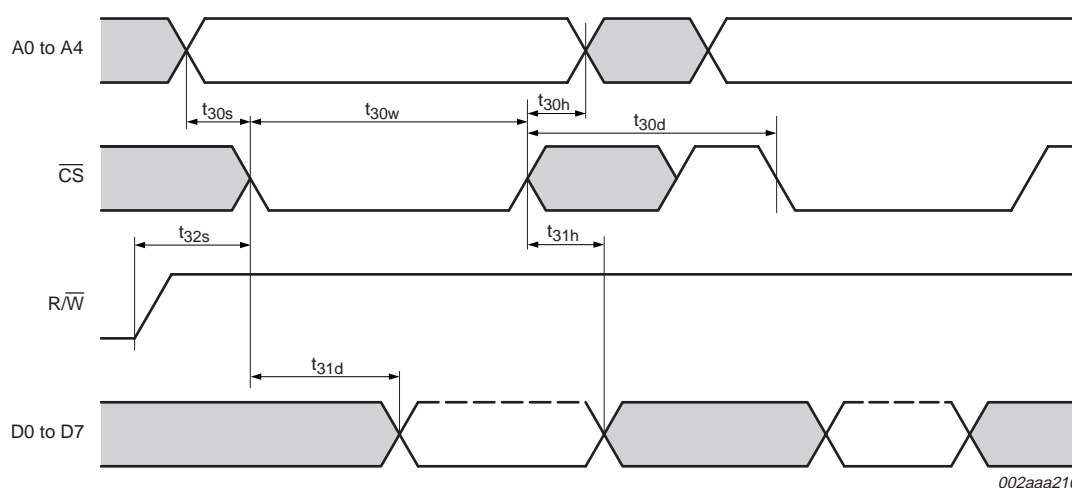 A0 to A4
t30s
t30w
t30h
t30d
CS
t32s
t31h
R/W
t31d
D0 to D7